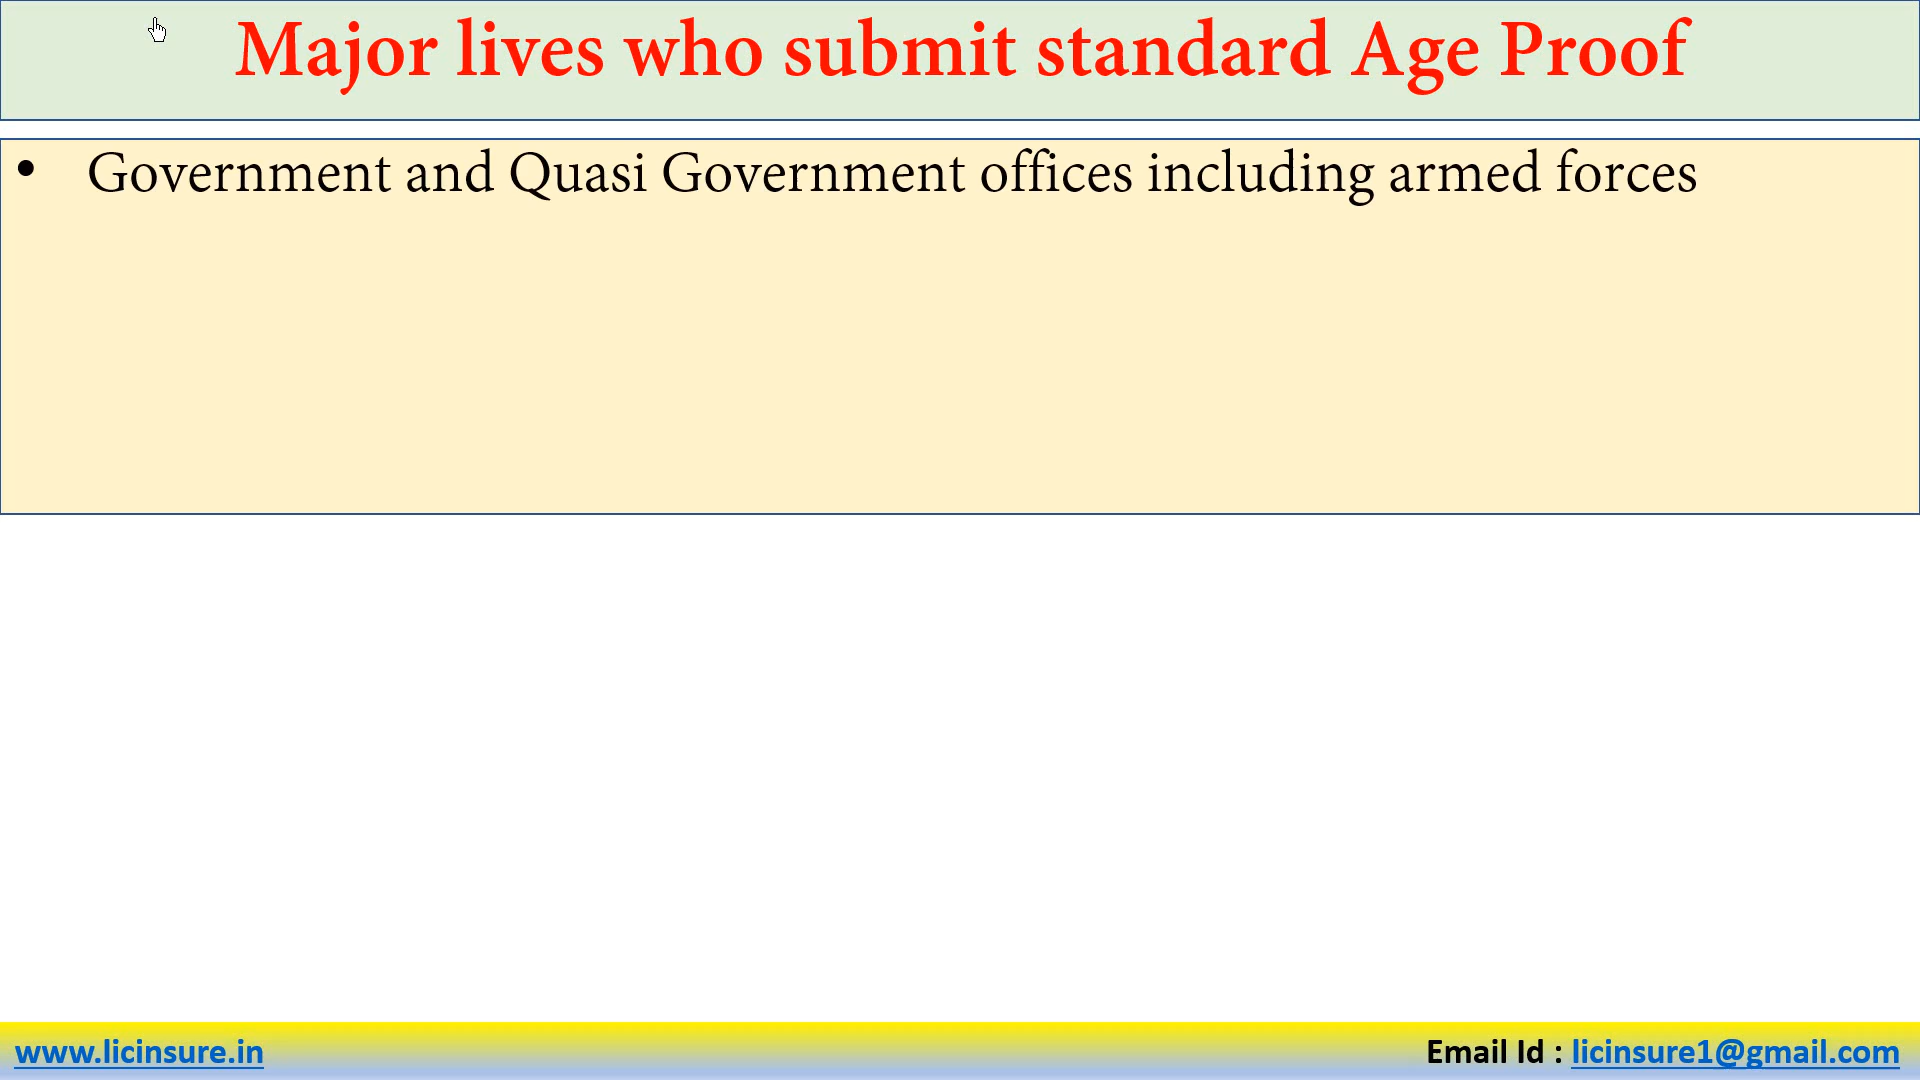 Major lives who submit standard Age Proof
• Government and Quasi Government offices including armed forces
www.licinsure.in
Email Id : licinsure1@gmail.com